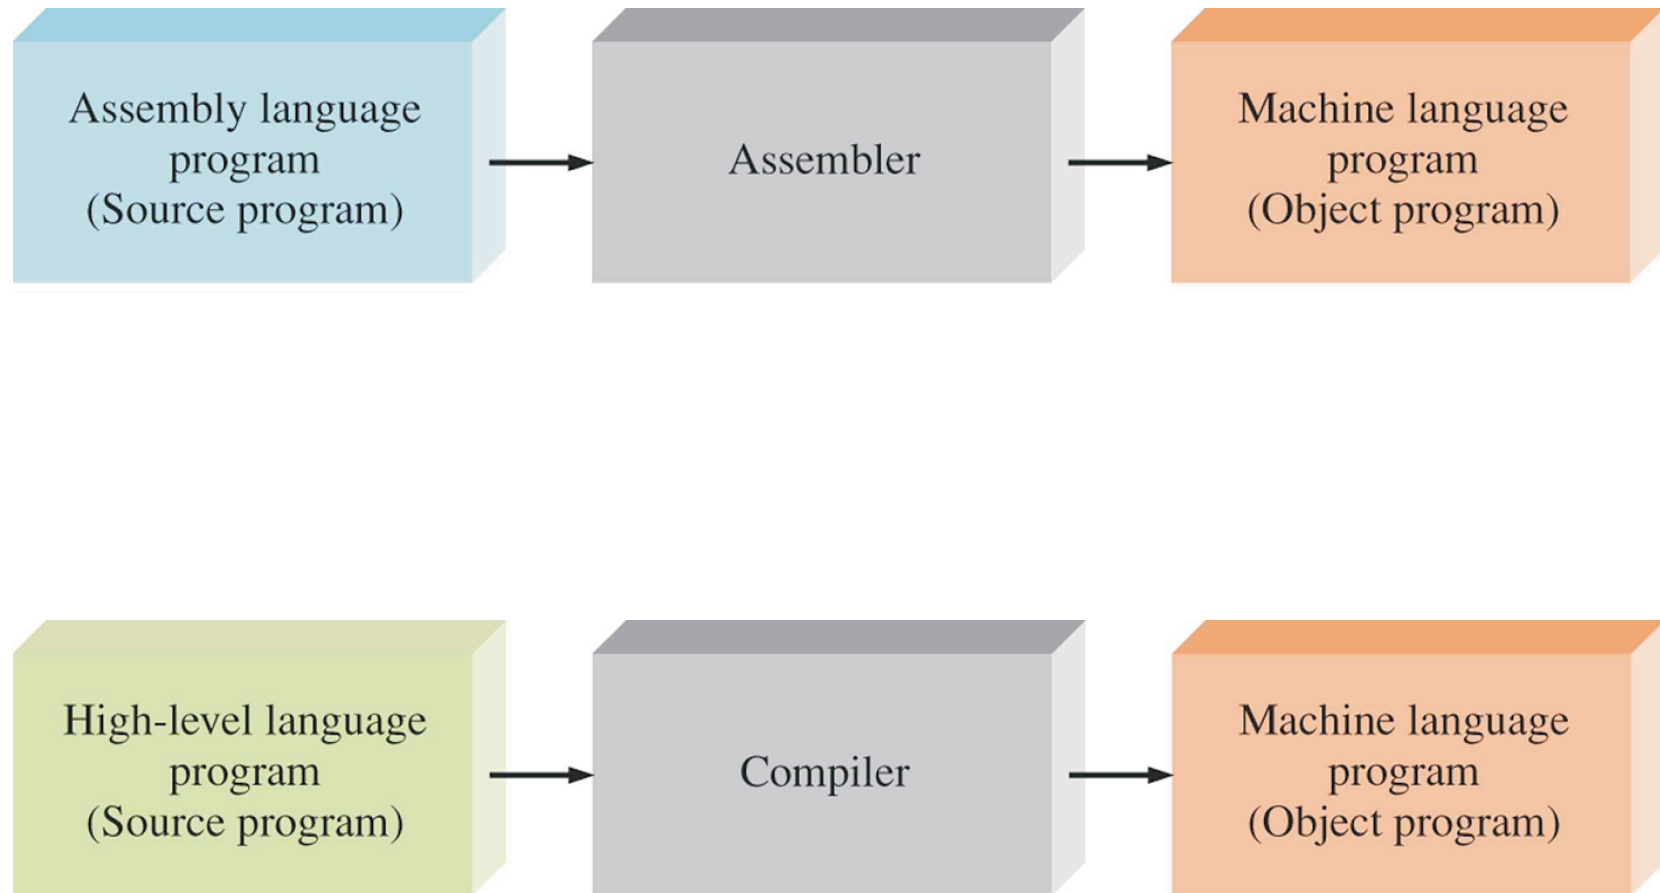 Assembly language
program
(Source program)
Assembler
Machine language
program
(Object program)
High-level language
program
(Source program)
Compiler
Machine language
program
(Object program)